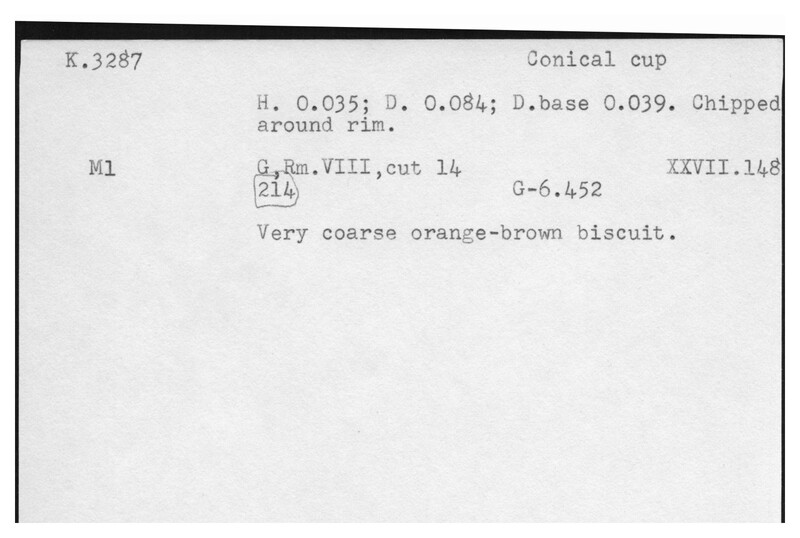 K.3287 Conical cup
H. 0.035; D. 0.084; D.base 0.039. Chipped
around rim.
M1 G,Rm.VIII,cut 14 XXVII.148
214 G-6.452
Very coarse orange-brown biscuit.